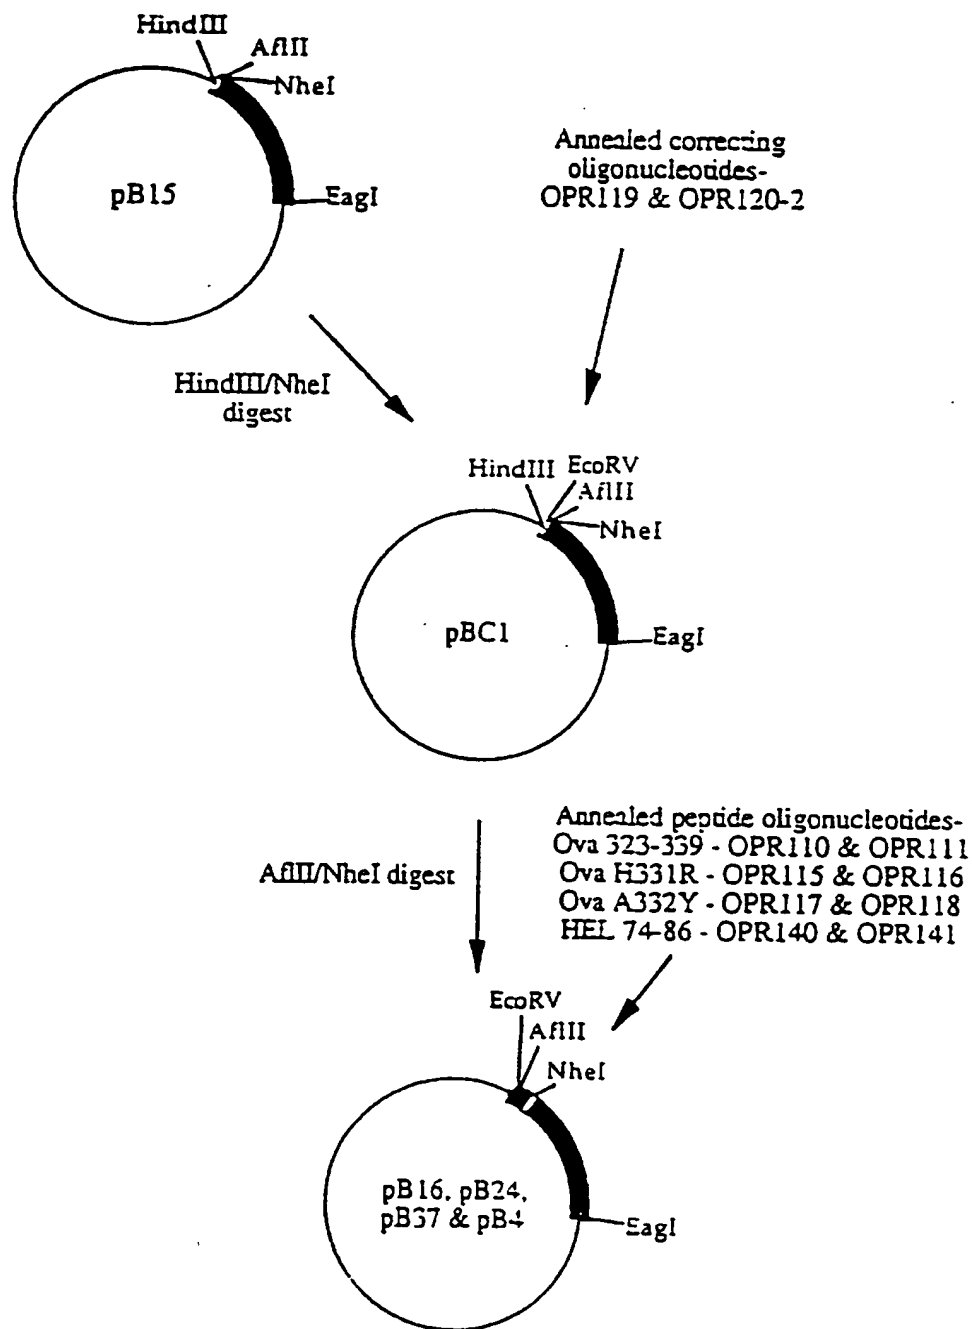 HindIII
AflII
NheI
pB15
EagI
Annealed correcting
oligonucleotides-
OPR119 & OPR120-2
HindIII/NheI
digest
HindIII
EcoRV
AflII
NheI
pBC1
EagI
AflII/NheI digest
Annealed peptide oligonucleotides-
Ova 323-339 - OPR110 & OPR111
Ova H331R - OPR115 & OPR116
Ova A332Y - OPR117 & OPR118
HEL 74-86 - OPR140 & OPR141
EcoRV
AflII
NheI
pB16, pB24,
pB37 & pB4
EagI